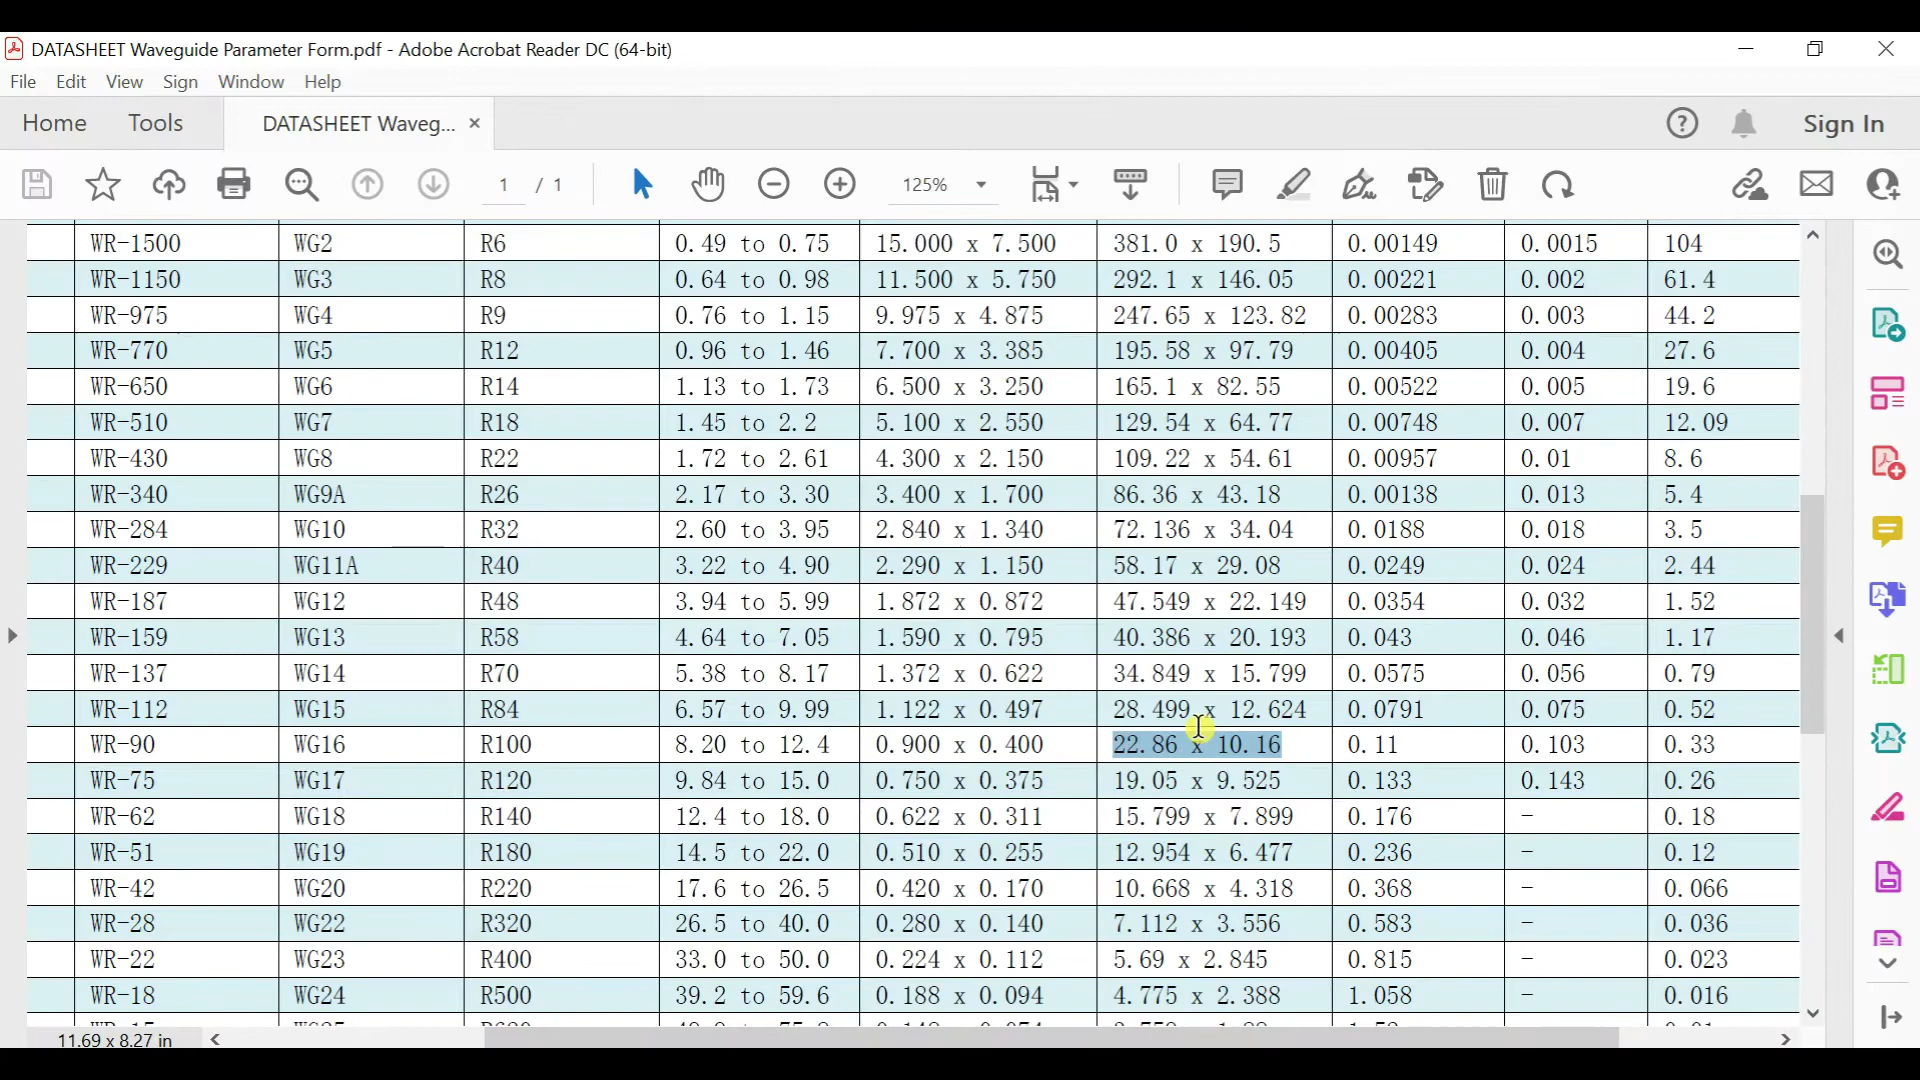 DATASHEET Waveguide Parameter Form.pdf - Adobe Acrobat Reader DC (64-bit)
File Edit View Sign Window Help
Home Tools DATASHEET Waveg... × Sign In
1 / 1 125%
WR-1500 WG2 R6 0.49 to 0.75 15.000 x 7.500 381.0 x 190.5 0.00149 0.0015 104
WR-1150 WG3 R8 0.64 to 0.98 11.500 x 5.750 292.1 x 146.05 0.00221 0.002 61.4
WR-975 WG4 R9 0.76 to 1.15 9.975 x 4.875 247.65 x 123.82 0.00283 0.003 44.2
WR-770 WG5 R12 0.96 to 1.46 7.700 x 3.385 195.58 x 97.79 0.00405 0.004 27.6
WR-650 WG6 R14 1.13 to 1.73 6.500 x 3.250 165.1 x 82.55 0.00522 0.005 19.6
WR-510 WG7 R18 1.45 to 2.2 5.100 x 2.550 129.54 x 64.77 0.00748 0.007 12.09
WR-430 WG8 R22 1.72 to 2.61 4.300 x 2.150 109.22 x 54.61 0.00957 0.01 8.6
WR-340 WG9A R26 2.17 to 3.30 3.400 x 1.700 86.36 x 43.18 0.00138 0.013 5.4
WR-284 WG10 R32 2.60 to 3.95 2.840 x 1.340 72.136 x 34.04 0.0188 0.018 3.5
WR-229 WG11A R40 3.22 to 4.90 2.290 x 1.150 58.17 x 29.08 0.0249 0.024 2.44
WR-187 WG12 R48 3.94 to 5.99 1.872 x 0.872 47.549 x 22.149 0.0354 0.032 1.52
WR-159 WG13 R58 4.64 to 7.05 1.590 x 0.795 40.386 x 20.193 0.043 0.046 1.17
WR-137 WG14 R70 5.38 to 8.17 1.372 x 0.622 34.849 x 15.799 0.0575 0.056 0.79
WR-112 WG15 R84 6.57 to 9.99 1.122 x 0.497 28.499 x 12.624 0.0791 0.075 0.52
WR-90 WG16 R100 8.20 to 12.4 0.900 x 0.400 22.86 x 10.16 0.11 0.103 0.33
WR-75 WG17 R120 9.84 to 15.0 0.750 x 0.375 19.05 x 9.525 0.133 0.143 0.26
WR-62 WG18 R140 12.4 to 18.0 0.622 x 0.311 15.799 x 7.899 0.176 - 0.18
WR-51 WG19 R180 14.5 to 22.0 0.510 x 0.255 12.954 x 6.477 0.236 - 0.12
WR-42 WG20 R220 17.6 to 26.5 0.420 x 0.170 10.668 x 4.318 0.368 - 0.066
WR-28 WG22 R320 26.5 to 40.0 0.280 x 0.140 7.112 x 3.556 0.583 - 0.036
WR-22 WG23 R400 33.0 to 50.0 0.224 x 0.112 5.69 x 2.845 0.815 - 0.023
WR-18 WG24 R500 39.2 to 59.6 0.188 x 0.094 4.775 x 2.388 1.058 - 0.016
11.69 x 8.27 in